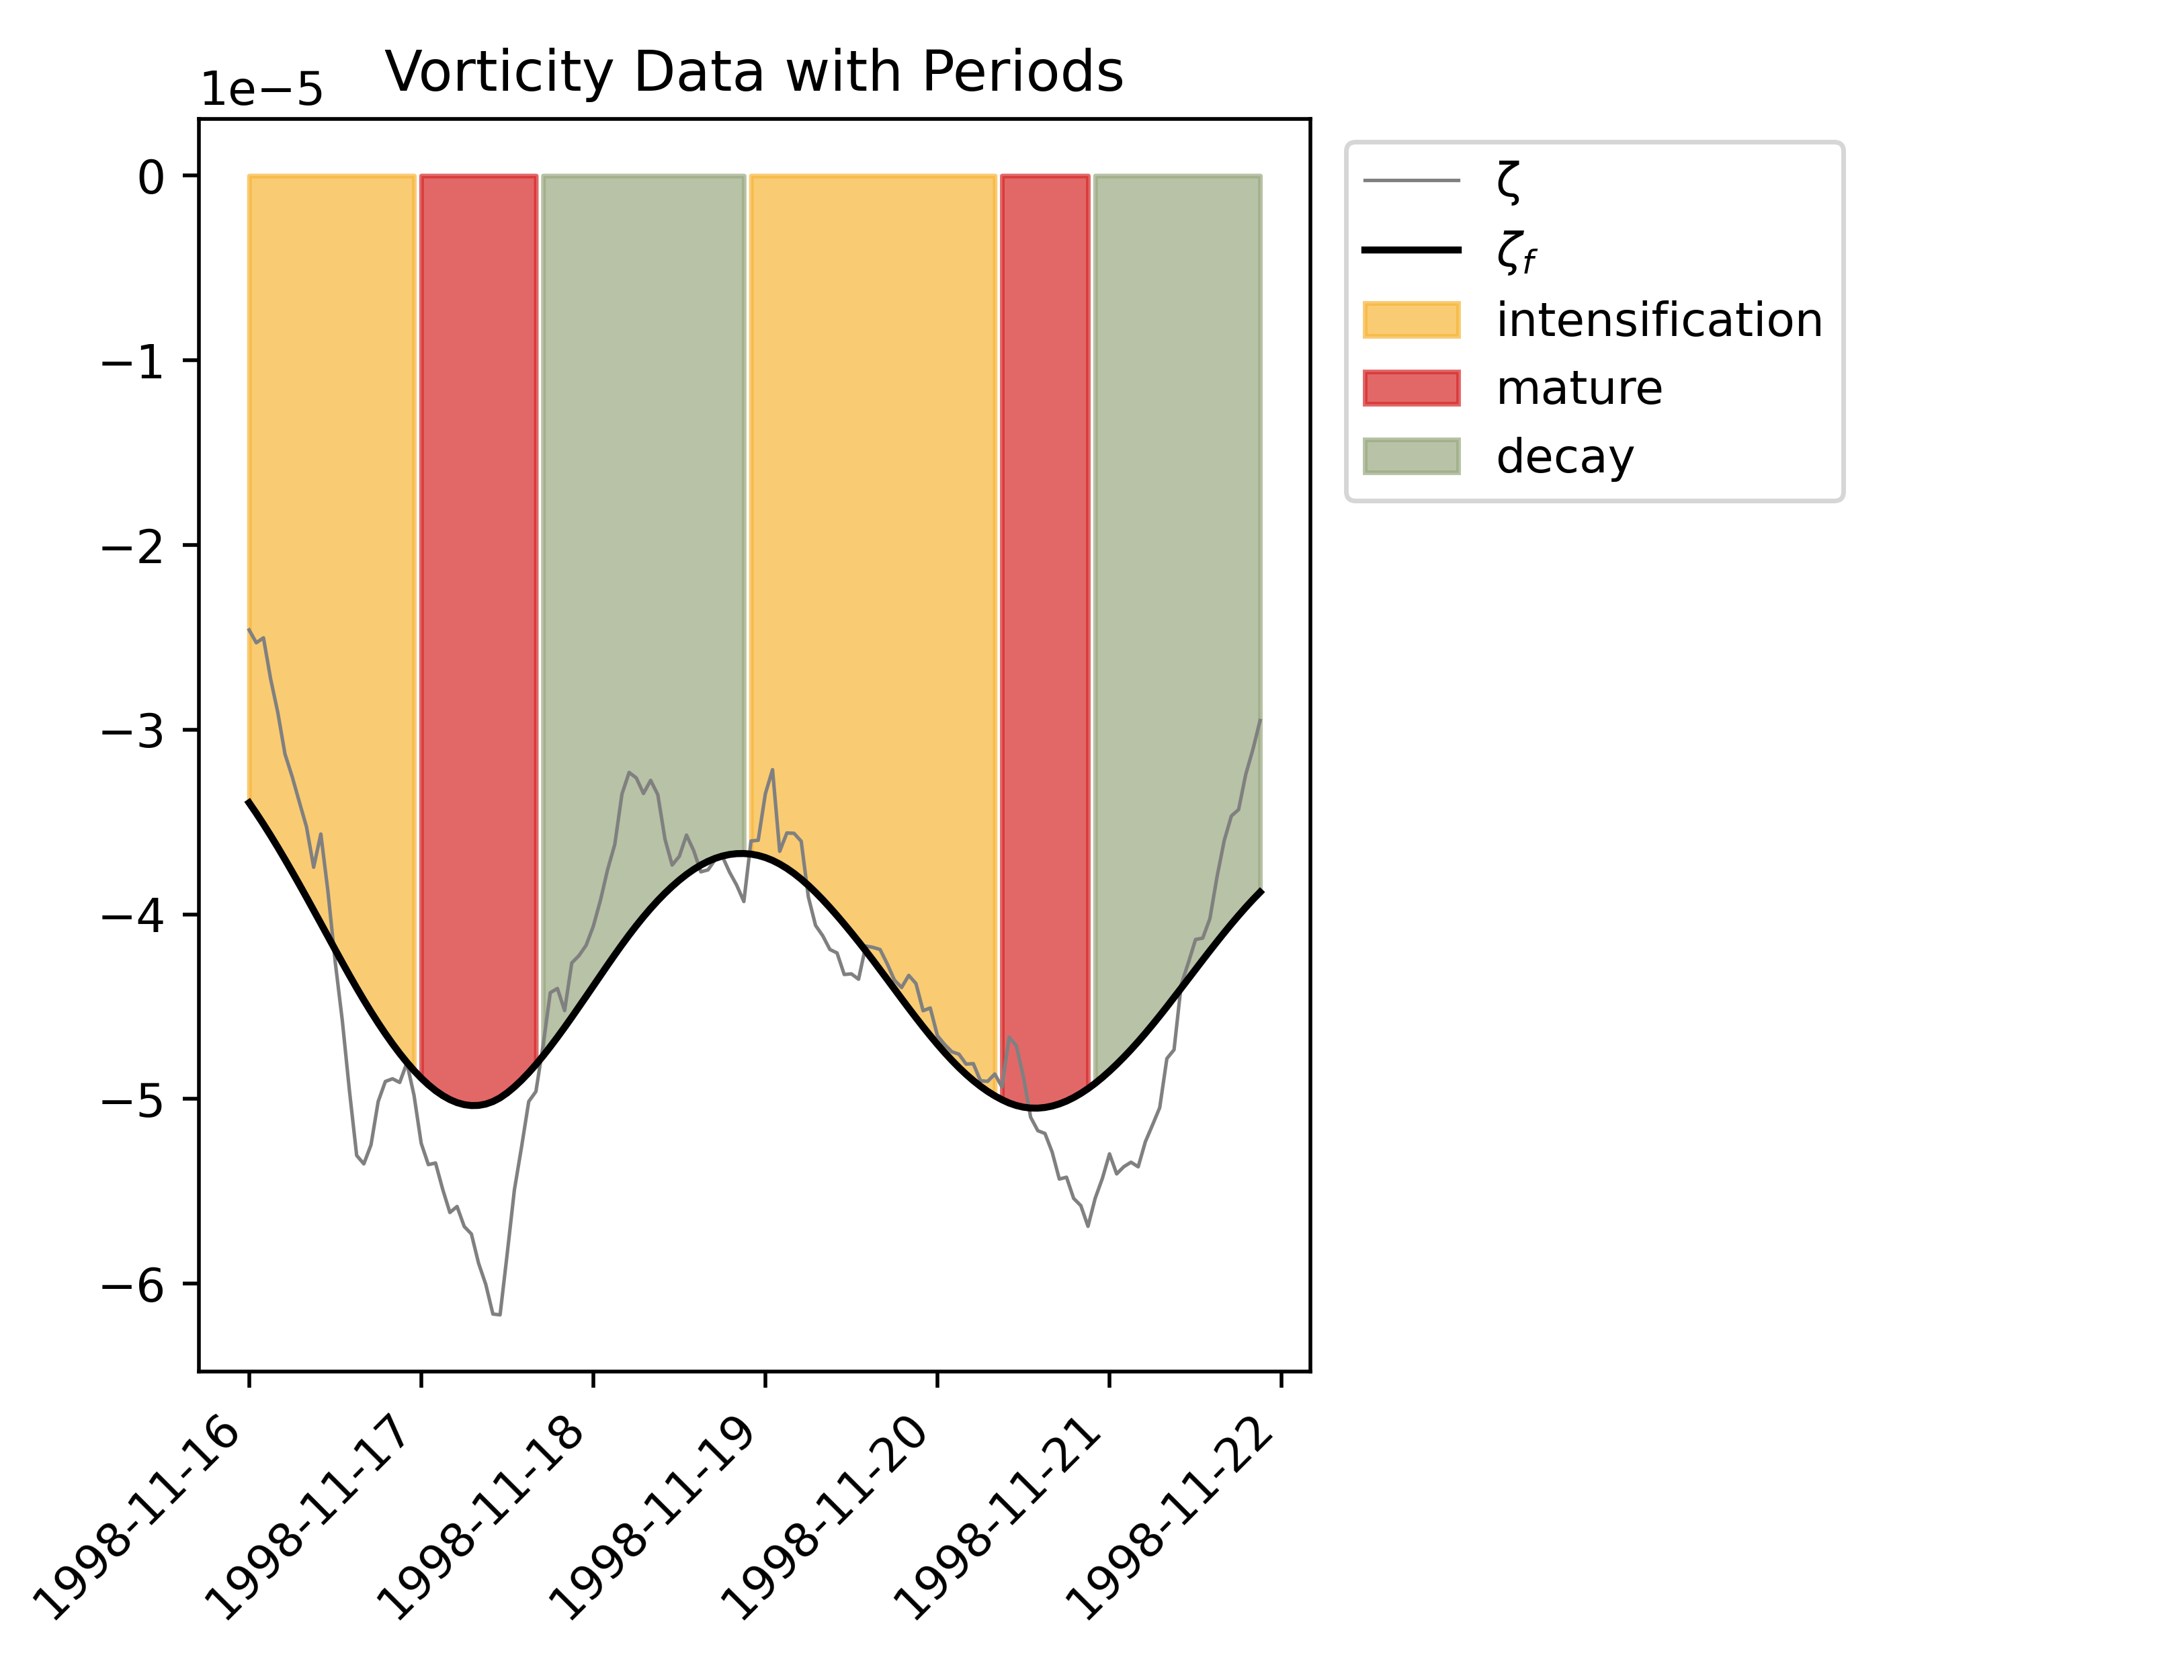 Vorticity Data with Periods
1e−5
0
−1
−2
−3
−4
−5
−6
1998-11-16
1998-11-17
1998-11-18
1998-11-19
1998-11-20
1998-11-21
1998-11-22
ζ
ζf
intensification
mature
decay